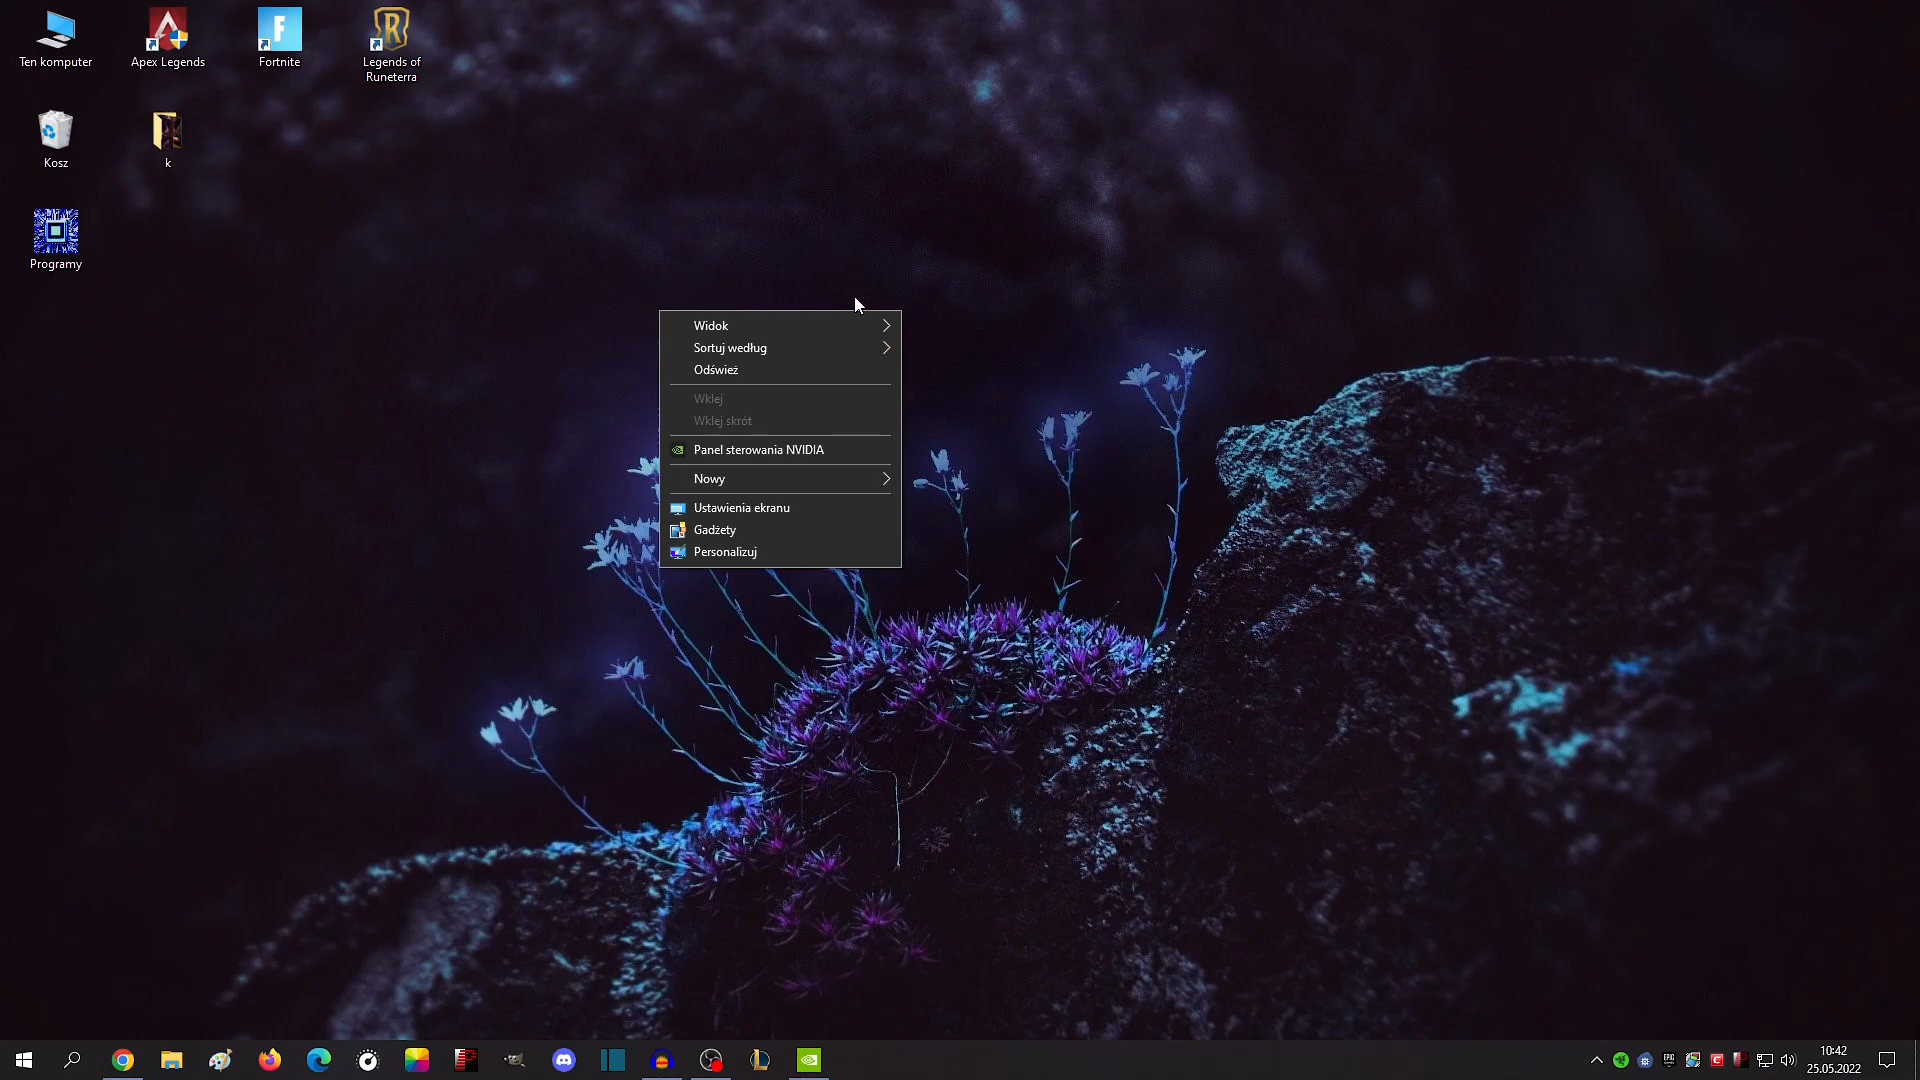 Ten komputer
Apex Legends
Fortnite
Legends of
Runeterra
Kosz
k
Programy
Widok
Sortuj według
Odśwież
Wklej
Wklej skrót
Panel sterowania NVIDIA
Nowy
Ustawienia ekranu
Gadżety
Personalizuj
10:42
25.05.2022